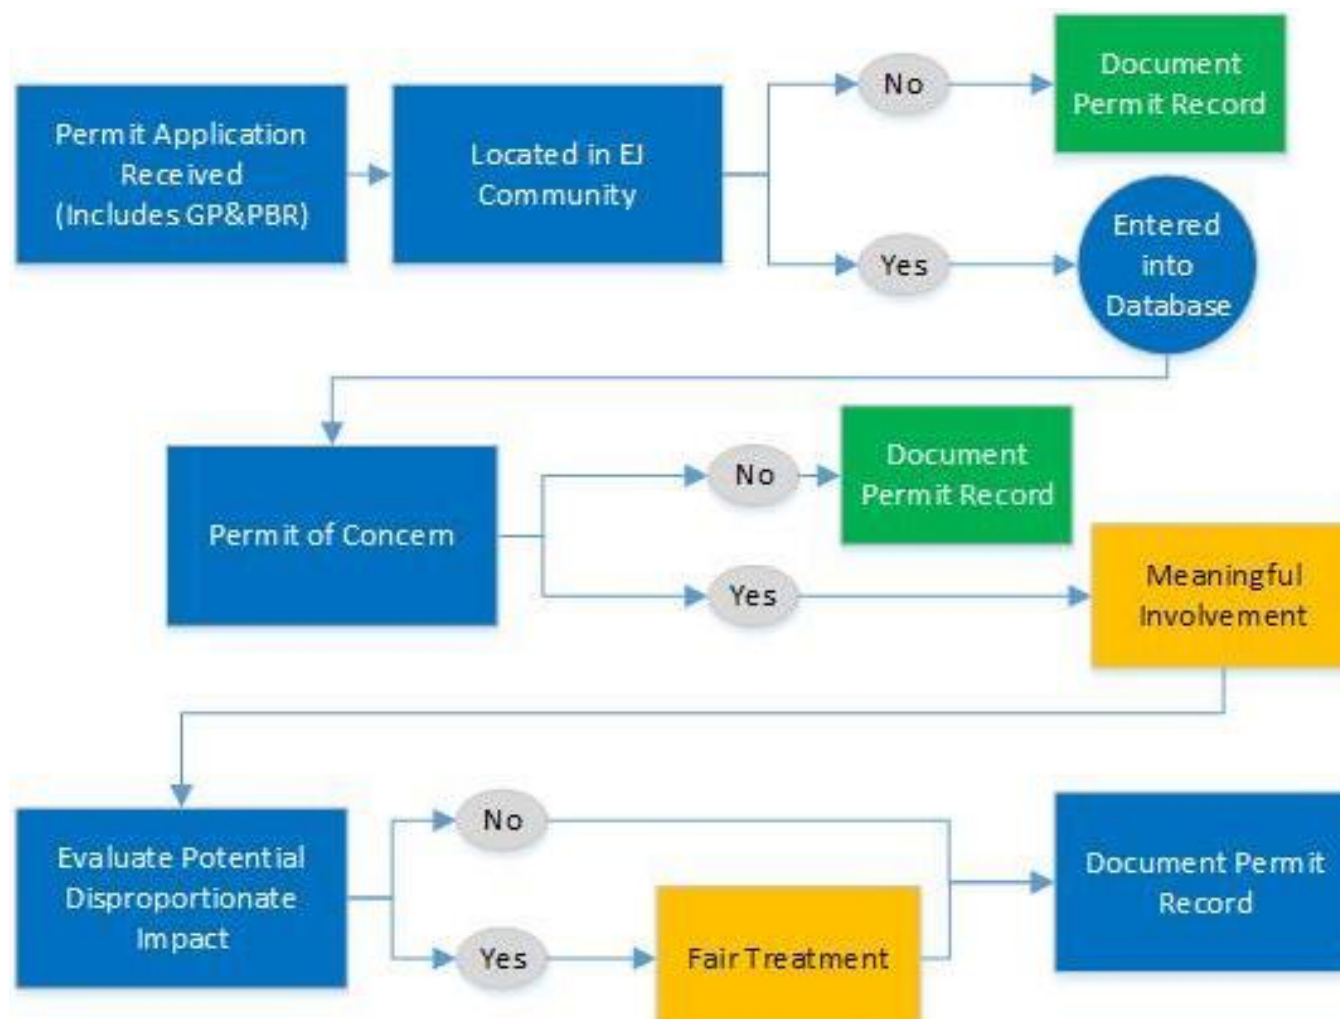 Permit Application
Received
(Includes GP&PBR)
Located in EJ
Community
No
Document
Permit Record
Yes
Entered
into
Database
Permit of Concern
No
Document
Permit Record
Yes
Meaningful
Involvement
Evaluate Potential
Disproportionate
Impact
No
Yes
Fair Treatment
Document Permit
Record